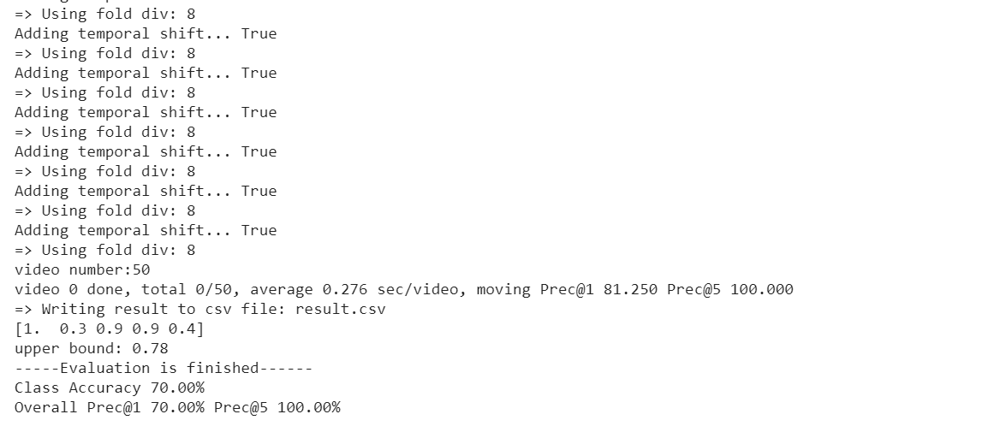 => Using fold div: 8
Adding temporal shift... True
=> Using fold div: 8
Adding temporal shift... True
=> Using fold div: 8
Adding temporal shift... True
=> Using fold div: 8
Adding temporal shift... True
=> Using fold div: 8
Adding temporal shift... True
=> Using fold div: 8
Adding temporal shift... True
=> Using fold div: 8
video number:50
video 0 done, total 0/50, average 0.276 sec/video, moving Prec@1 81.250 Prec@5 100.000
=> Writing result to csv file: result.csv
[1.  0.3 0.9 0.9 0.4]
upper bound: 0.78
-----Evaluation is finished------
Class Accuracy 70.00%
Overall Prec@1 70.00% Prec@5 100.00%